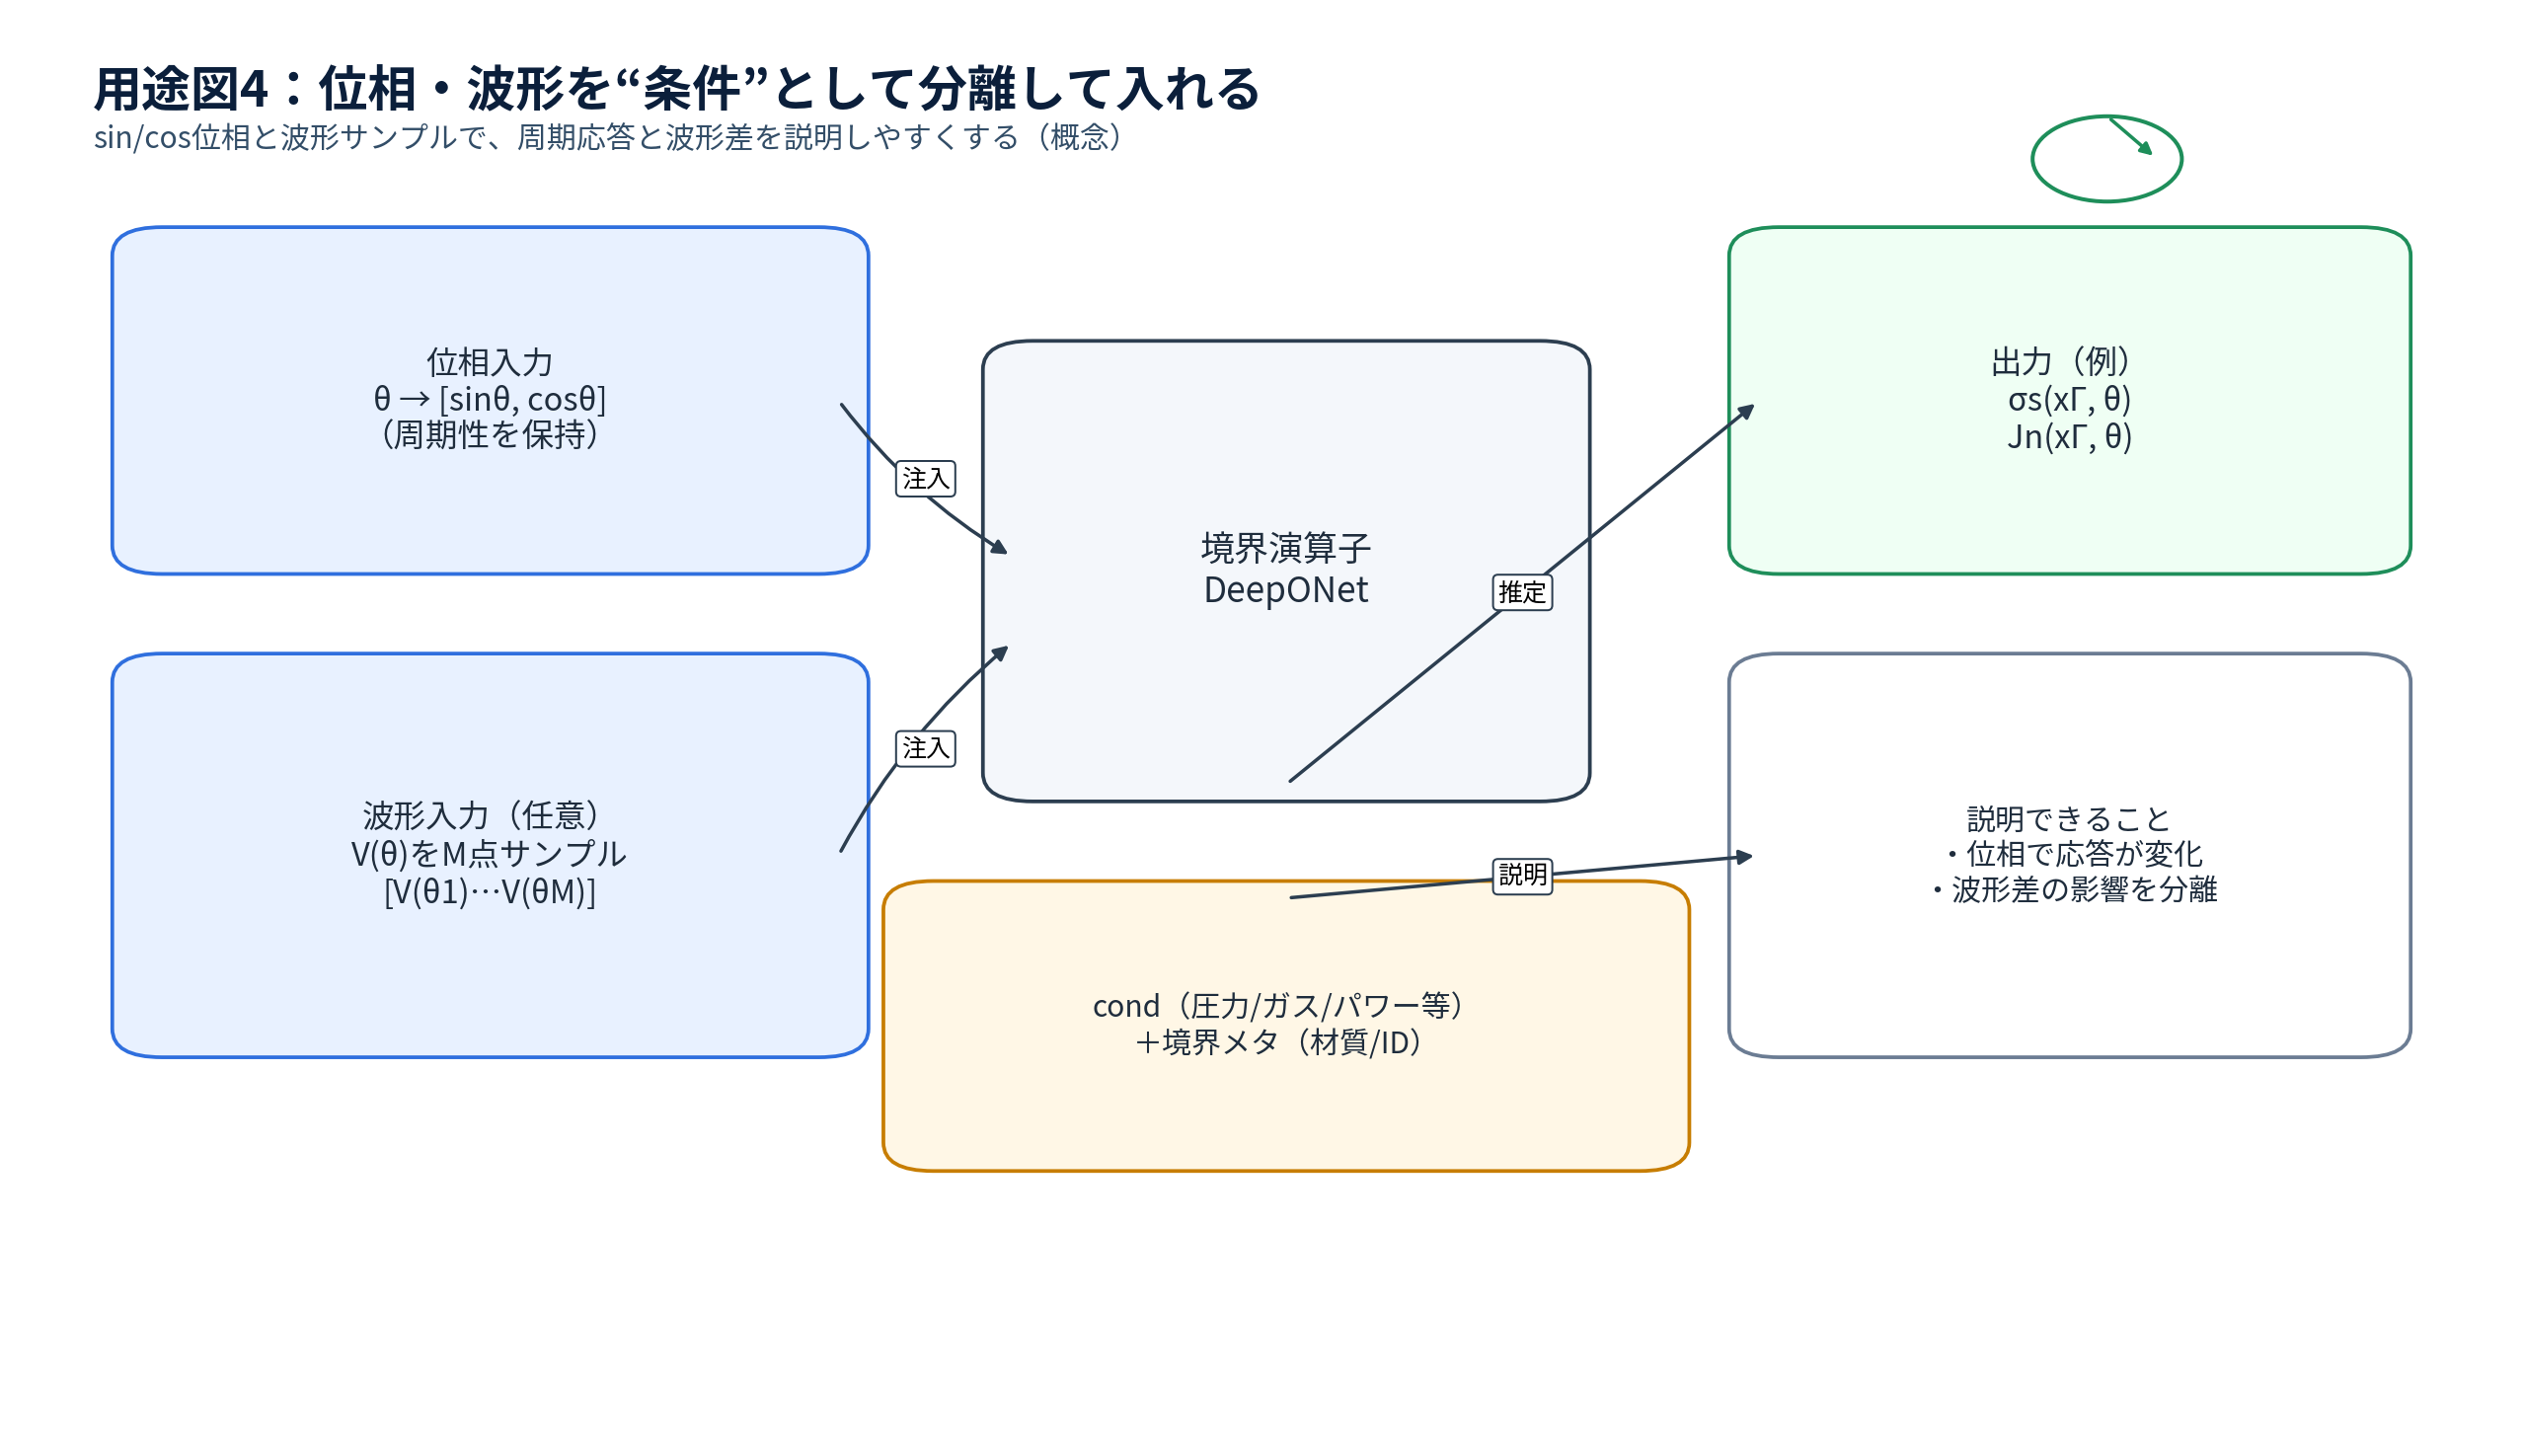 用途図4：位相・波形を“条件”として分離して入れる
sin/cos位相と波形サンプルで、周期応答と波形差を説明しやすくする（概念）
位相入力
θ → [sinθ, cosθ]
（周期性を保持）
注入
境界演算子
DeepONet
推定
出力（例）
σs(xΓ, θ)
Jn(xΓ, θ)
波形入力（任意）
V(θ)をM点サンプル
[V(θ1)…V(θM)]
注入
説明
説明できること
・位相で応答が変化
・波形差の影響を分離
cond（圧力/ガス/パワー等）
＋境界メタ（材質/ID）